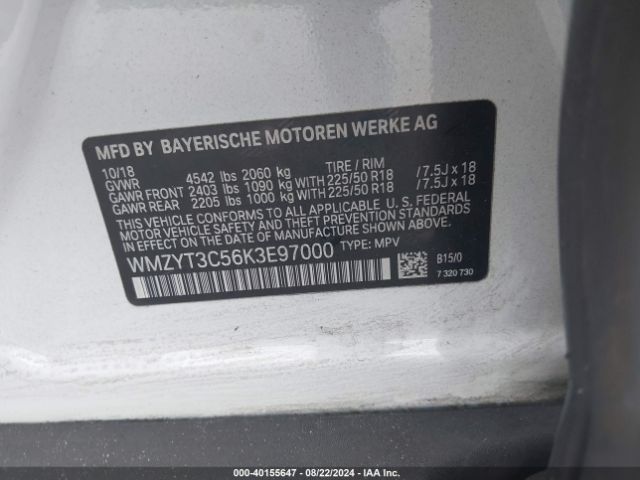 MFD BY BAYERISCHE MOTOREN WERKE AG
10/18 TIRE / RIM
GVWR 4542 lbs 2060 kg
GAWR FRONT 2403 lbs 1090 kg WITH 225/50 R18 / 7.5J x 18
GAWR REAR 2205 lbs 1000 kg WITH 225/50 R18 / 7.5J x 18
THIS VEHICLE CONFORMS TO ALL APPLICABLE U.S. FEDERAL
MOTOR VEHICLE SAFETY, BUMPER, AND THEFT PREVENTION
STANDARDS IN EFFECT ON THE DATE OF MANUFACTURE SHOWN ABOVE.
WMZYT3C56K3E97000 TYPE: MPV
B15/0
7 320 730
000-40155647 - 08/22/2024 - IAA Inc.